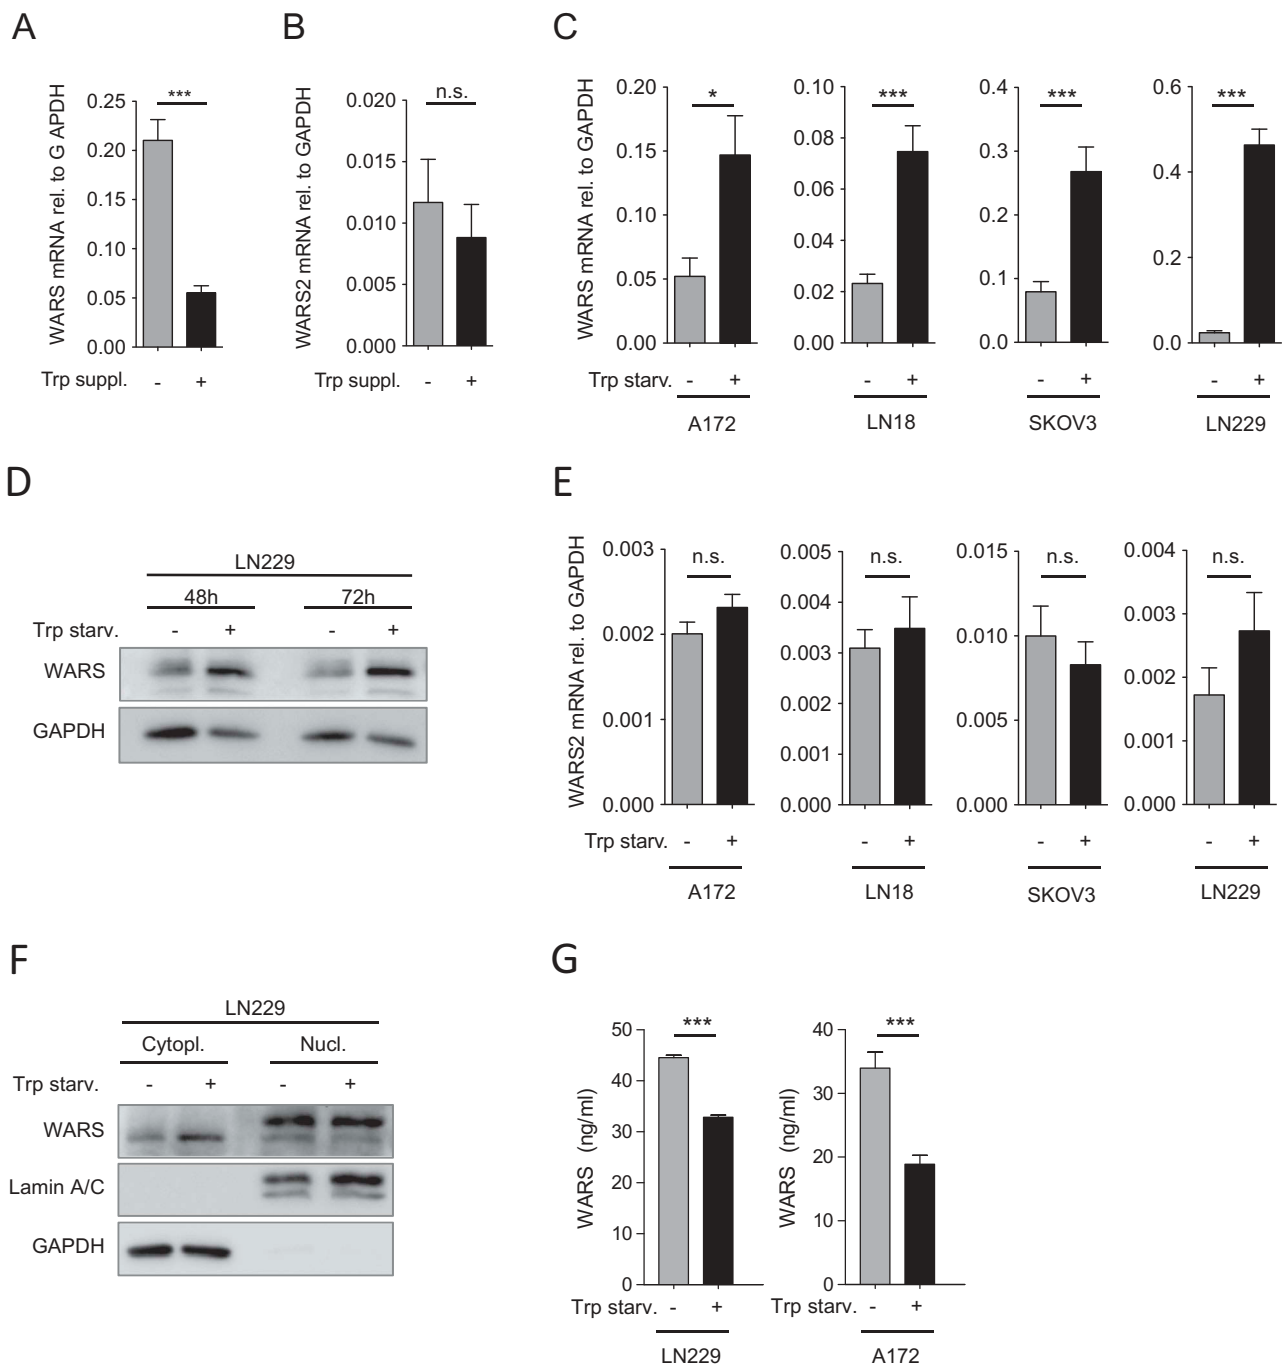 A
WARS mRNA rel. to G APDH
0.25
0.20
0.15
0.10
0.05
0.00
***
Trp suppl. - +
B
WARS2 mRNA rel. to GAPDH
0.020
0.015
0.010
0.005
0.000
n.s.
Trp suppl. - +
C
WARS mRNA rel. to GAPDH
0.20
0.15
0.10
0.05
0.00
*
Trp starv. - +
A172
0.10
0.08
0.06
0.04
0.02
0.00
***
- +
LN18
0.4
0.3
0.2
0.1
0.0
***
- +
SKOV3
0.6
0.4
0.2
0.0
***
- +
LN229
D
LN229
48h 72h
Trp starv. - + - +
WARS
GAPDH
E
WARS2 mRNA rel. to GAPDH
0.003
0.002
0.001
0.000
n.s.
Trp starv. - +
A172
0.005
0.004
0.003
0.002
0.001
0.000
n.s.
- +
LN18
0.015
0.010
0.005
0.000
n.s.
- +
SKOV3
0.004
0.003
0.002
0.001
0.000
n.s.
- +
LN229
F
LN229
Cytopl. Nucl.
Trp starv. - + - +
WARS
Lamin A/C
GAPDH
G
WARS (ng/ml)
50
40
30
20
10
0
***
Trp starv. - +
LN229
WARS (ng/ml)
40
30
20
10
0
***
Trp starv. - +
A172